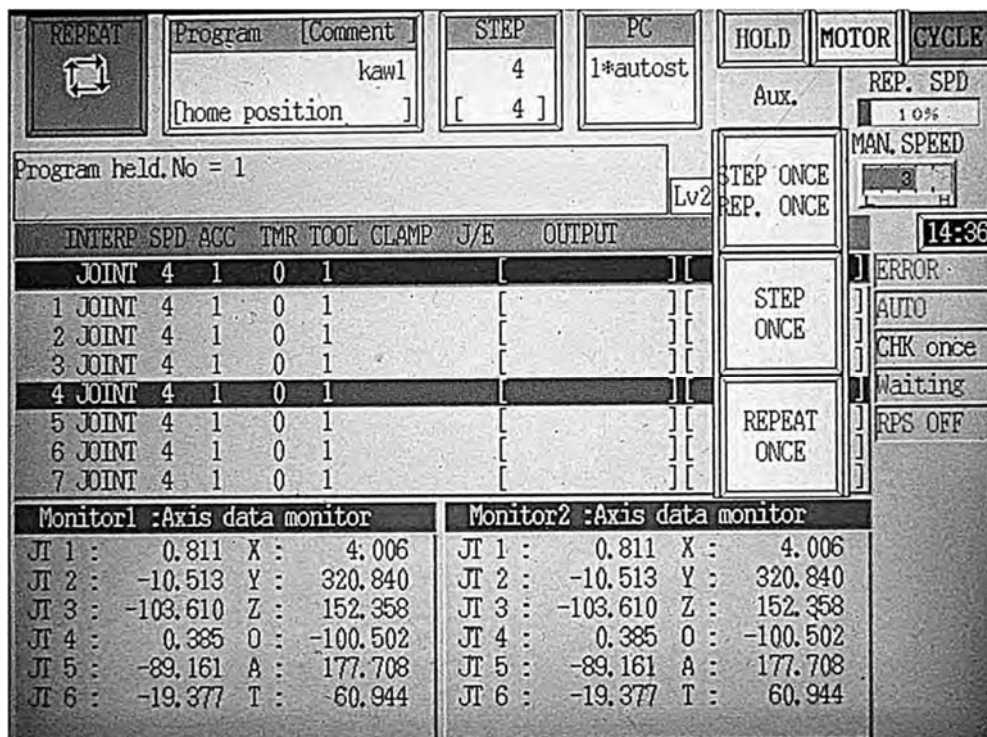 REPEAT
Program [Comment ]
kaw1
[home position ]
STEP
4
[ 4 ]
PC
1*autost
HOLD
MOTOR
CYCLE
Aux.
REP. SPD
10%
MAN. SPEED
3
L H
Program held. No = 1
Lv2
STEP ONCE
REP. ONCE
14:36
INTERP SPD ACC TMR TOOL CLAMP J/E OUTPUT
JOINT 4 1 0 1 [ ][ ]
1 JOINT 4 1 0 1 [ ][ ]
2 JOINT 4 1 0 1 [ ][ ]
3 JOINT 4 1 0 1 [ ][ ]
4 JOINT 4 1 0 1 [ ][ ]
5 JOINT 4 1 0 1 [ ][ ]
6 JOINT 4 1 0 1 [ ][ ]
7 JOINT 4 1 0 1 [ ][ ]
STEP
ONCE
REPEAT
ONCE
ERROR
AUTO
CHK once
Waiting
RPS OFF
Monitor1 :Axis data monitor
JT 1 : 0.811 X : 4.006
JT 2 : -10.513 Y : 320.840
JT 3 : -103.610 Z : 152.358
JT 4 : 0.385 O : -100.502
JT 5 : -89.161 A : 177.708
JT 6 : -19.377 T : 60.944
Monitor2 :Axis data monitor
JT 1 : 0.811 X : 4.006
JT 2 : -10.513 Y : 320.840
JT 3 : -103.610 Z : 152.358
JT 4 : 0.385 O : -100.502
JT 5 : -89.161 A : 177.708
JT 6 : -19.377 T : 60.944